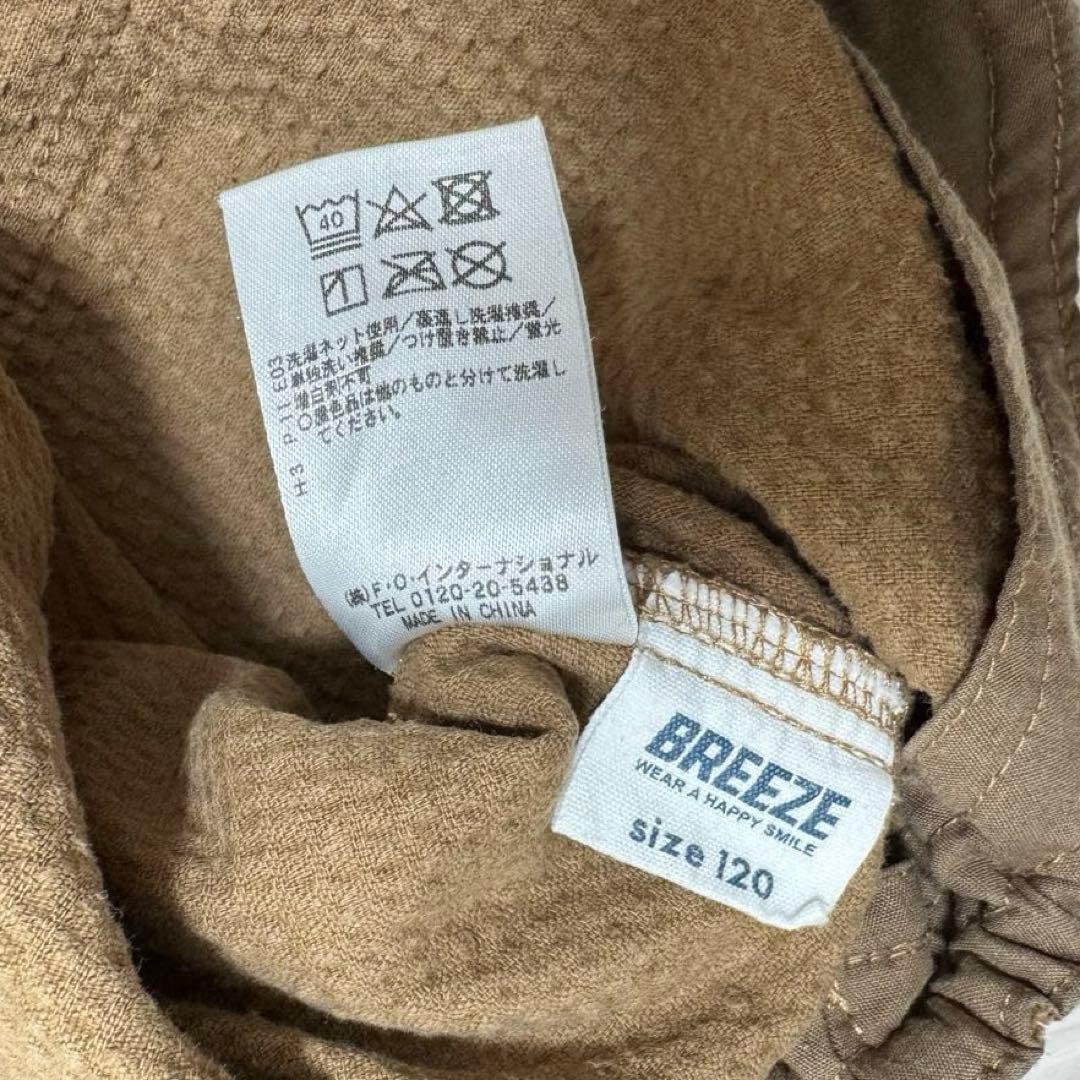 40
洗濯ネット使用/裏返し洗濯推奨/
単独洗い推奨/つけ置き禁止/蛍光
増白剤不可
○濃色品は他のものと分けて洗濯し
てください。
H3 P11 E03
(株)F・O・インターナショナル
TEL 0120-20-5438
MADE IN CHINA
BREEZE
WEAR A HAPPY SMILE
size 120